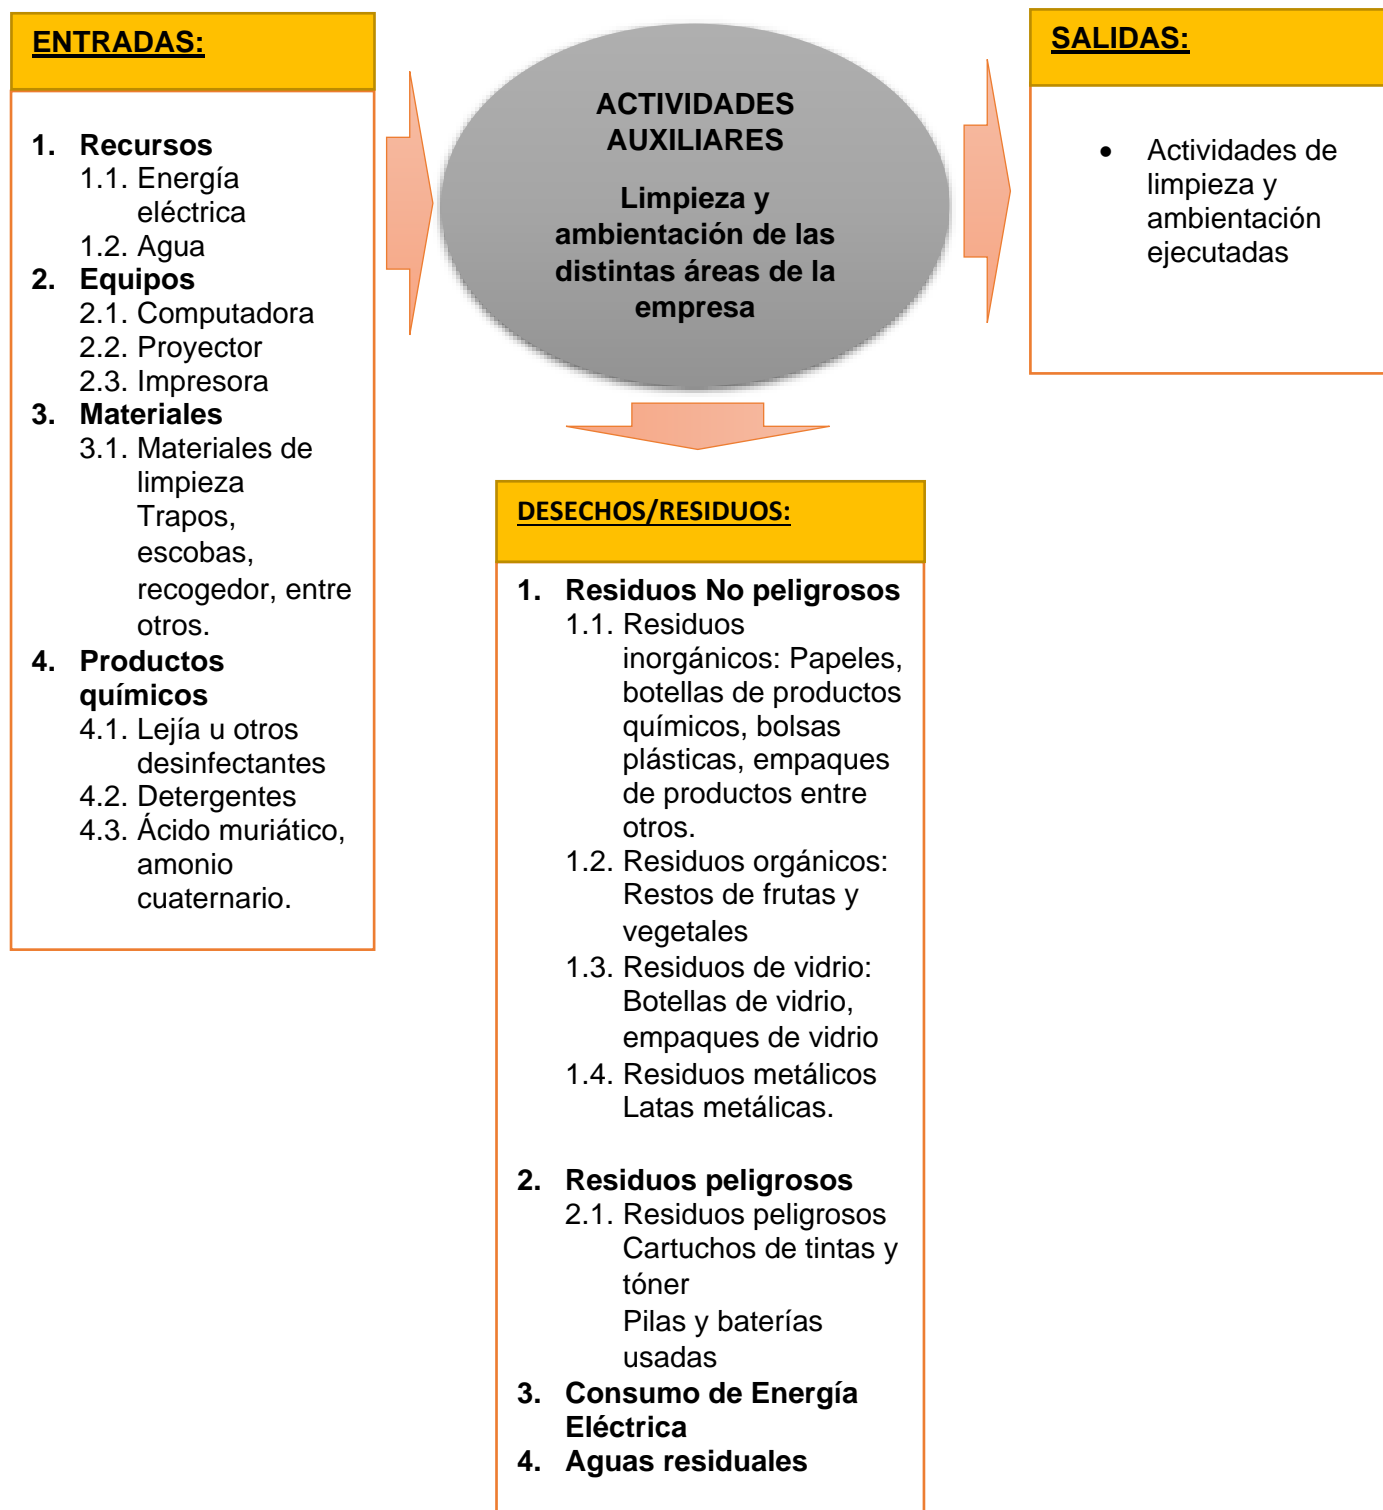 ENTRADAS:
1. Recursos
1.1. Energía
eléctrica
1.2. Agua
2. Equipos
2.1. Computadora
2.2. Proyector
2.3. Impresora
3. Materiales
3.1. Materiales de
limpieza
Trapos,
escobas,
recogedor, entre
otros.
4. Productos
químicos
4.1. Lejía u otros
desinfectantes
4.2. Detergentes
4.3. Ácido muriático,
amonio
cuaternario.
ACTIVIDADES
AUXILIARES
Limpieza y
ambientación de las
distintas áreas de la
empresa
SALIDAS:
• Actividades de
limpieza y
ambientación
ejecutadas
DESECHOS/RESIDUOS:
1. Residuos No peligrosos
1.1. Residuos
inorgánicos: Papeles,
botellas de productos
químicos, bolsas
plásticas, empaques
de productos entre
otros.
1.2. Residuos orgánicos:
Restos de frutas y
vegetales
1.3. Residuos de vidrio:
Botellas de vidrio,
empaques de vidrio
1.4. Residuos metálicos
Latas metálicas.
2. Residuos peligrosos
2.1. Residuos peligrosos
Cartuchos de tintas y
tóner
Pilas y baterías
usadas
3. Consumo de Energía
Eléctrica
4. Aguas residuales